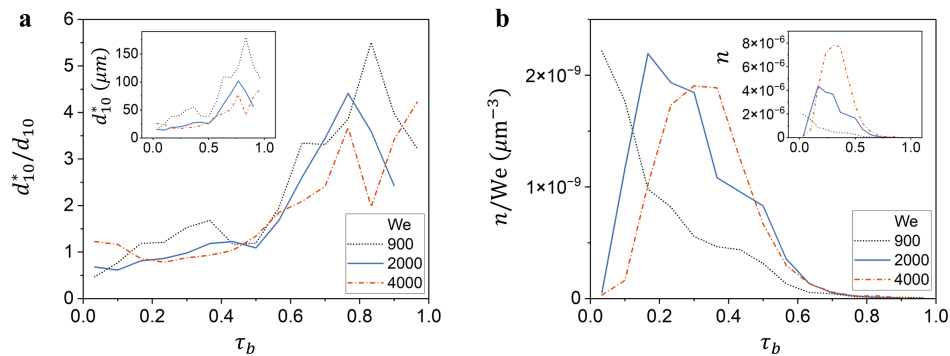 a
b
6
5
4
3
2
1
0
d*10/d10
0.0 0.2 0.4 0.6 0.8 1.0
τb
150
100
50
0
d*10 (μm)
0.0 0.5 1.0
We
900
2000
4000
2×10⁻⁹
1×10⁻⁹
0
n/We (μm⁻³)
0.0 0.2 0.4 0.6 0.8 1.0
τb
8×10⁻⁶
6×10⁻⁶
4×10⁻⁶
2×10⁻⁶
0
n
0.0 0.5 1.0
We
900
2000
4000